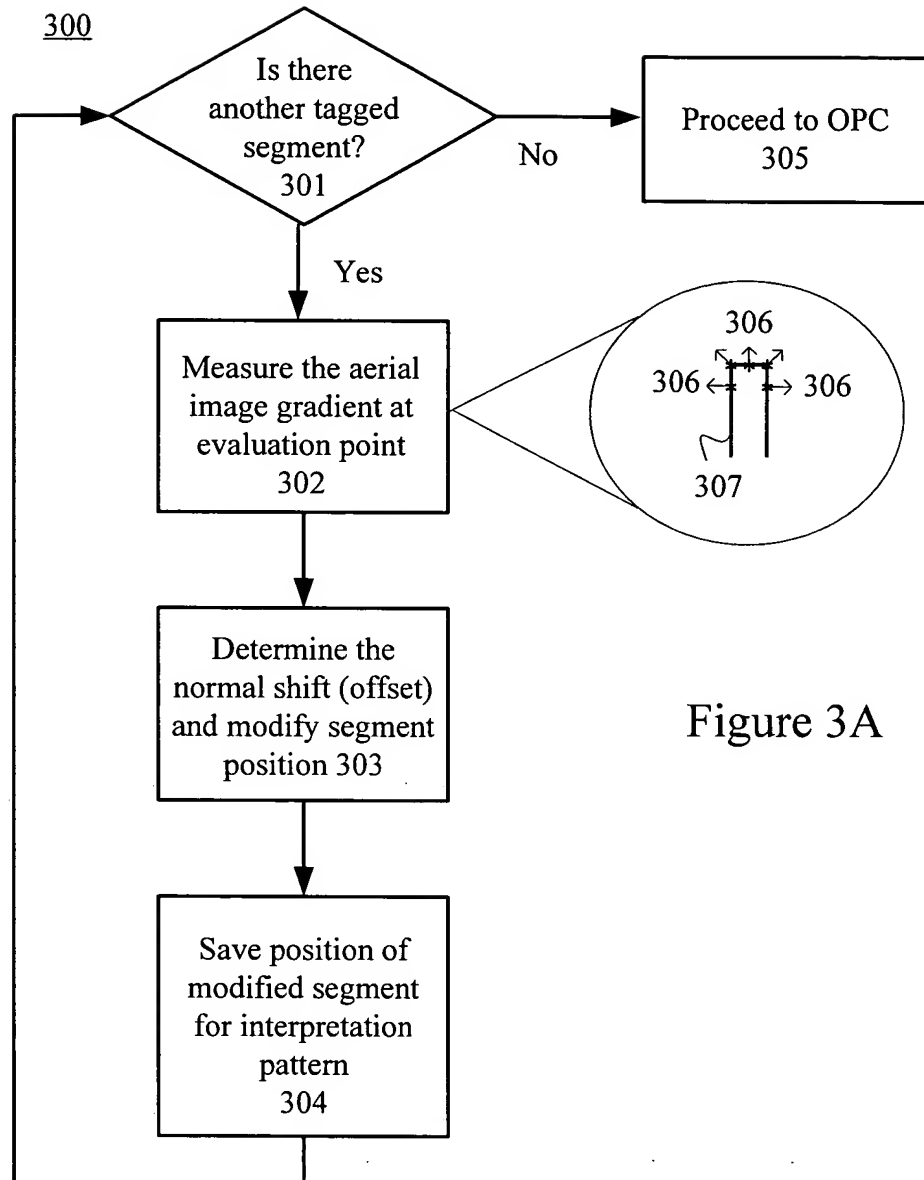 300
Is there
another tagged
segment?
301
No
Proceed to OPC
305
Yes
Measure the aerial
image gradient at
evaluation point
302
306
306
306
307
Determine the
normal shift (offset)
and modify segment
position 303
Figure 3A
Save position of
modified segment
for interpretation
pattern
304